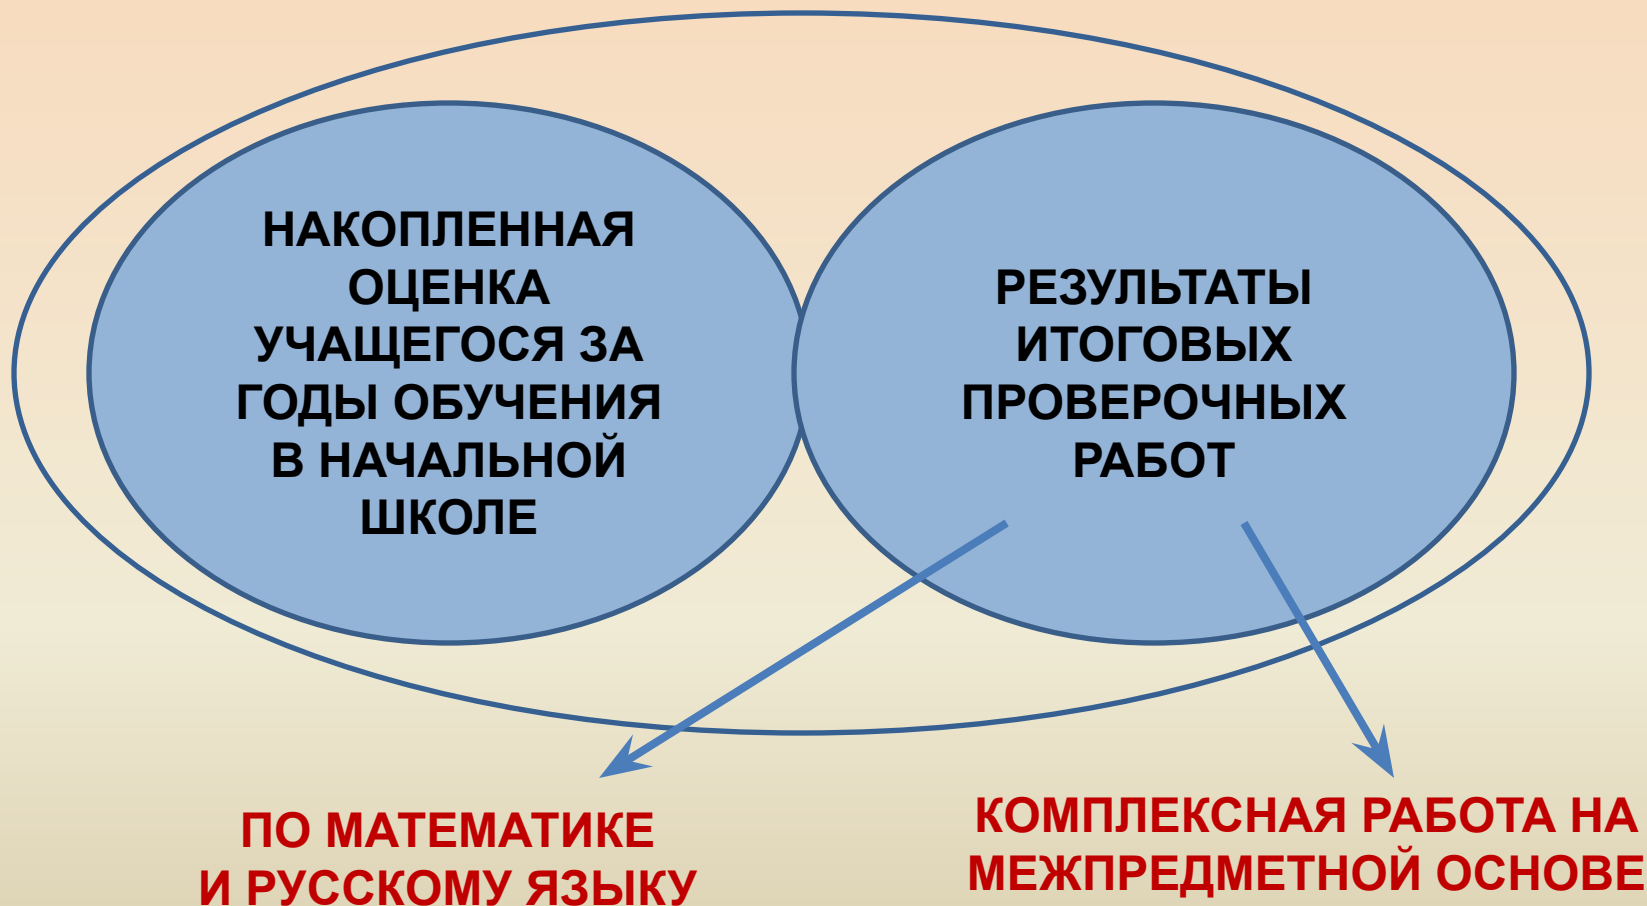 НАКОПЛЕННАЯ
ОЦЕНКА
УЧАЩЕГОСЯ ЗА
ГОДЫ ОБУЧЕНИЯ
В НАЧАЛЬНОЙ
ШКОЛЕ
РЕЗУЛЬТАТЫ
ИТОГОВЫХ
ПРОВЕРОЧНЫХ
РАБОТ
ПО МАТЕМАТИКЕ
И РУССКОМУ ЯЗЫКУ
КОМПЛЕКСНАЯ РАБОТА НА
МЕЖПРЕДМЕТНОЙ ОСНОВЕ